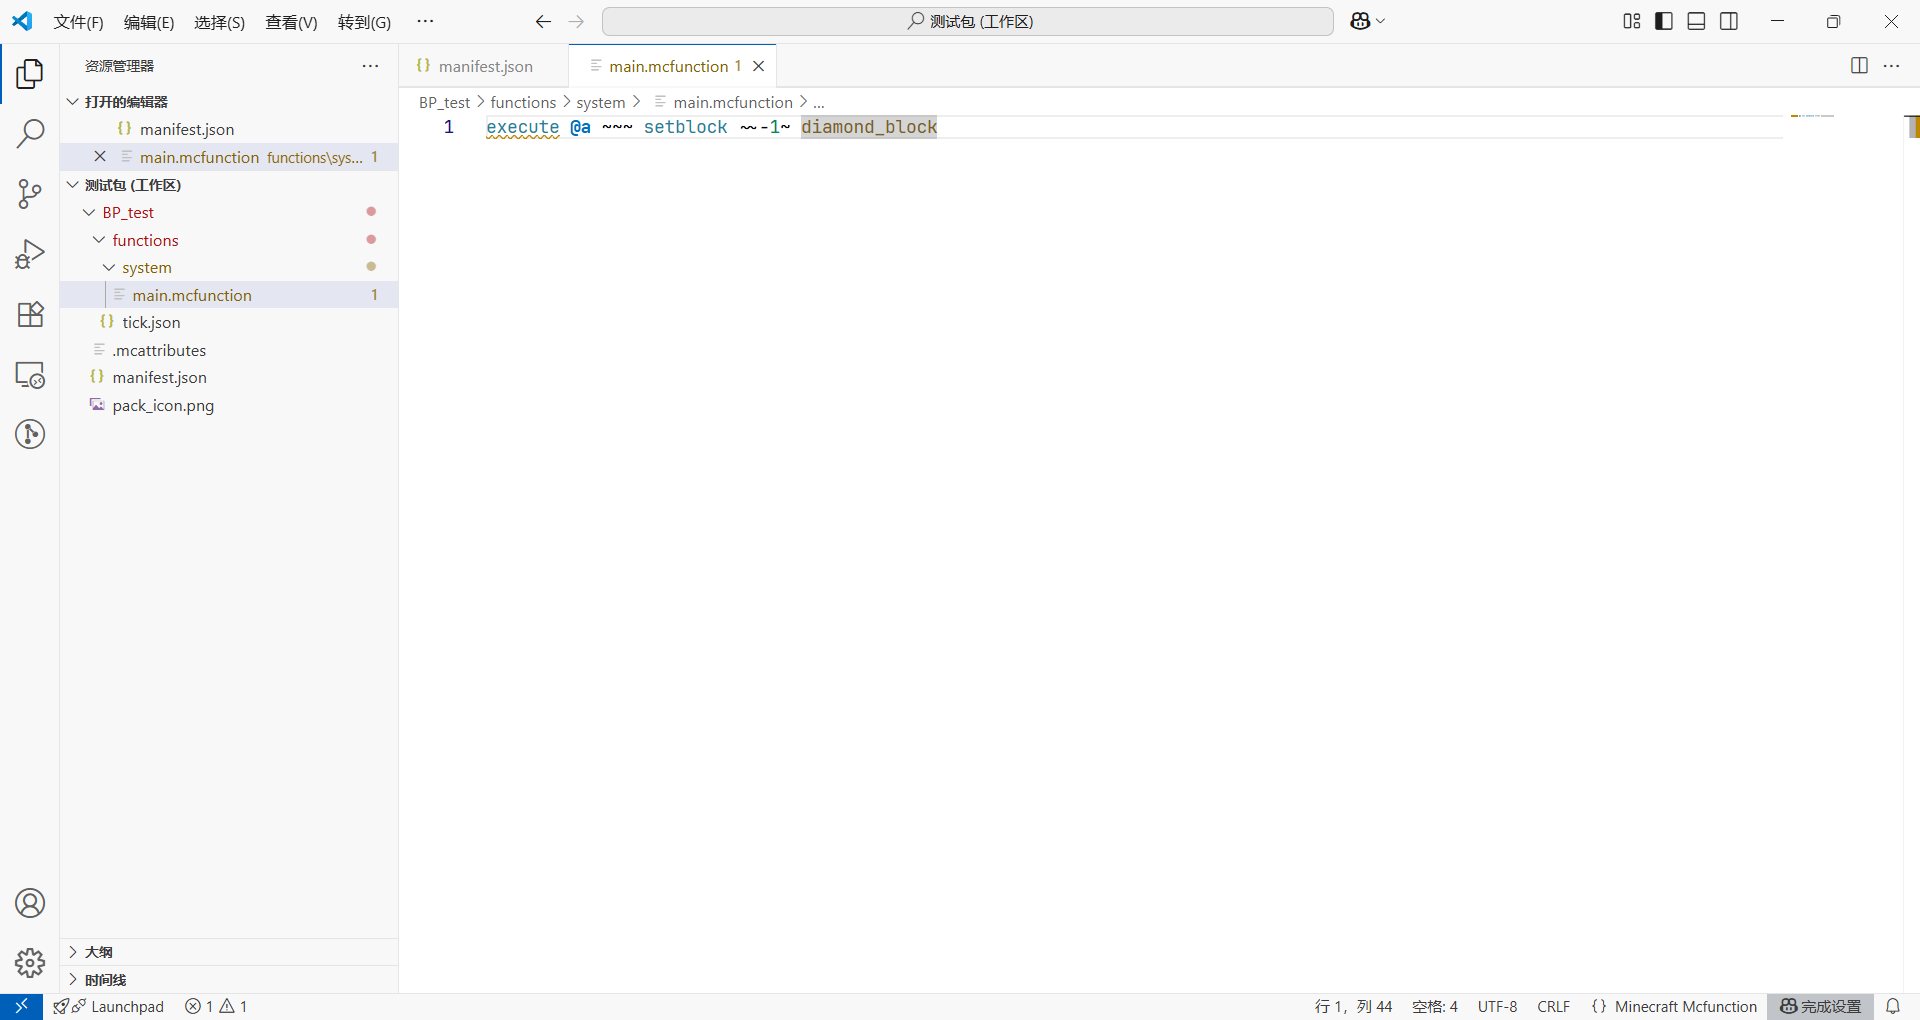 文件(F) 编辑(E) 选择(S) 查看(V) 转到(G) ··· 测试包 (工作区)
资源管理器 ···
打开的编辑器
manifest.json
main.mcfunction functions\sys... 1
测试包 (工作区)
BP_test
functions
system
main.mcfunction 1
tick.json
.mcattributes
manifest.json
pack_icon.png
大纲
时间线
manifest.json main.mcfunction 1
BP_test > functions > system > main.mcfunction > ...
1 execute @a ~~~ setblock ~~-1~ diamond_block
Launchpad 1 1 行 1，列 44 空格: 4 UTF-8 CRLF {} Minecraft Mcfunction 完成设置